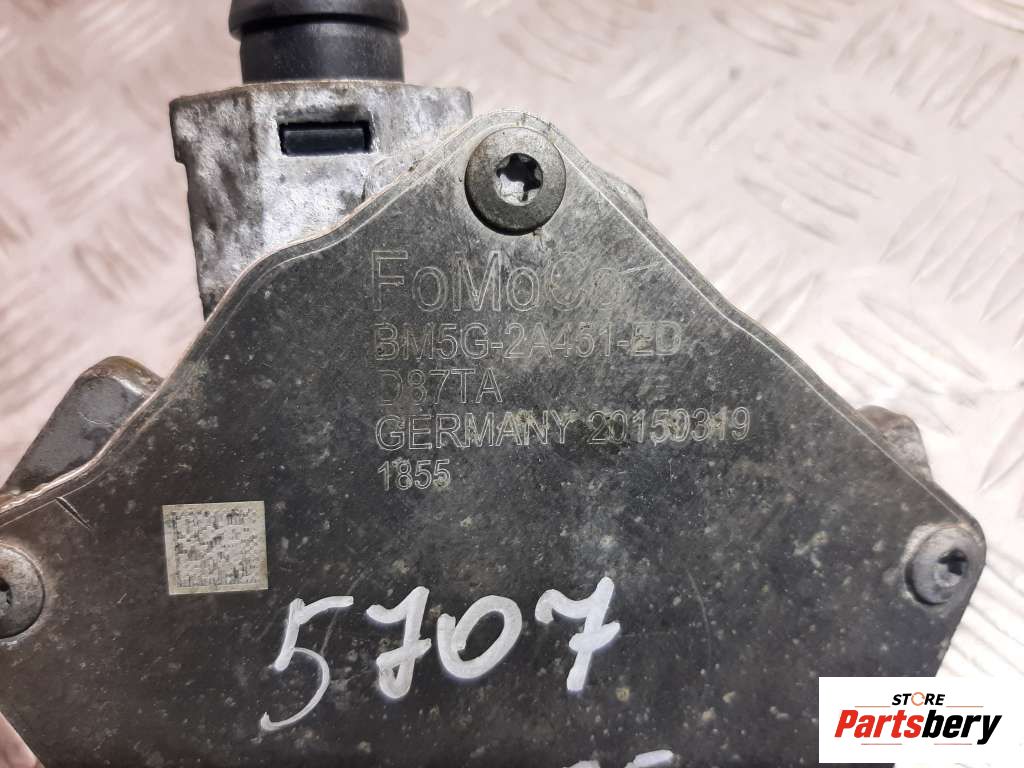 FoMoCo
BM5G-2A451-ED
D87TA
GERMANY 20150319
1855
5707
STORE
Partsbery